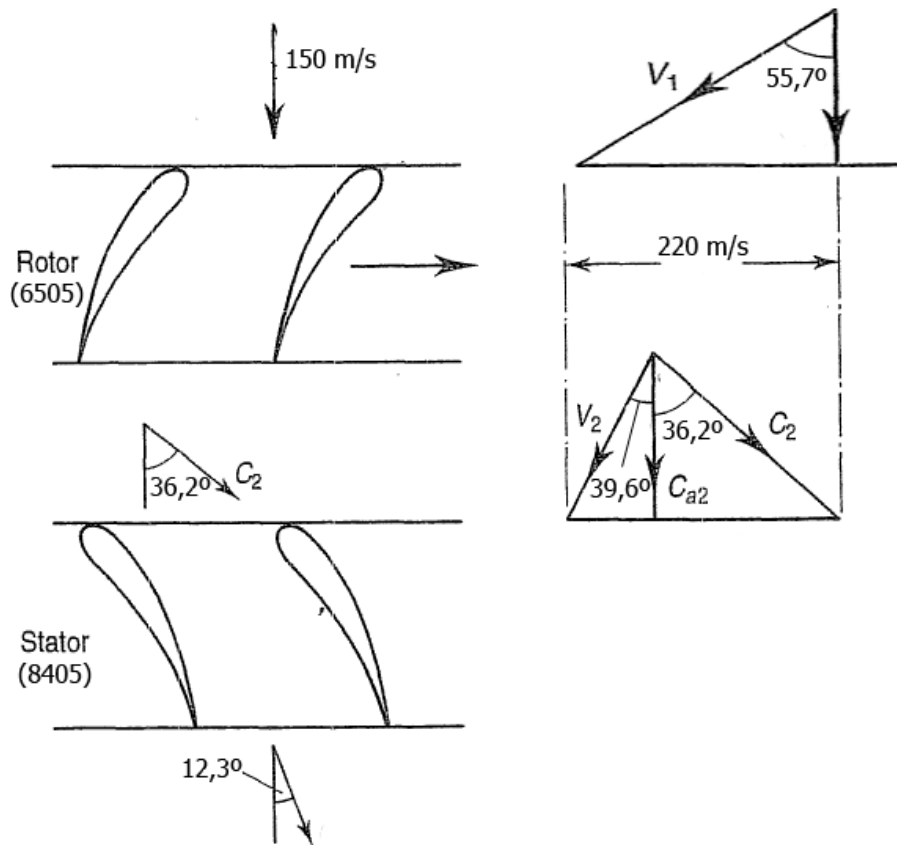 150 m/s
V1
55,7º
Rotor
(6505)
220 m/s
36,2º
C2
V2
39,6º
Ca2
36,2º
C2
Stator
(8405)
12,3º